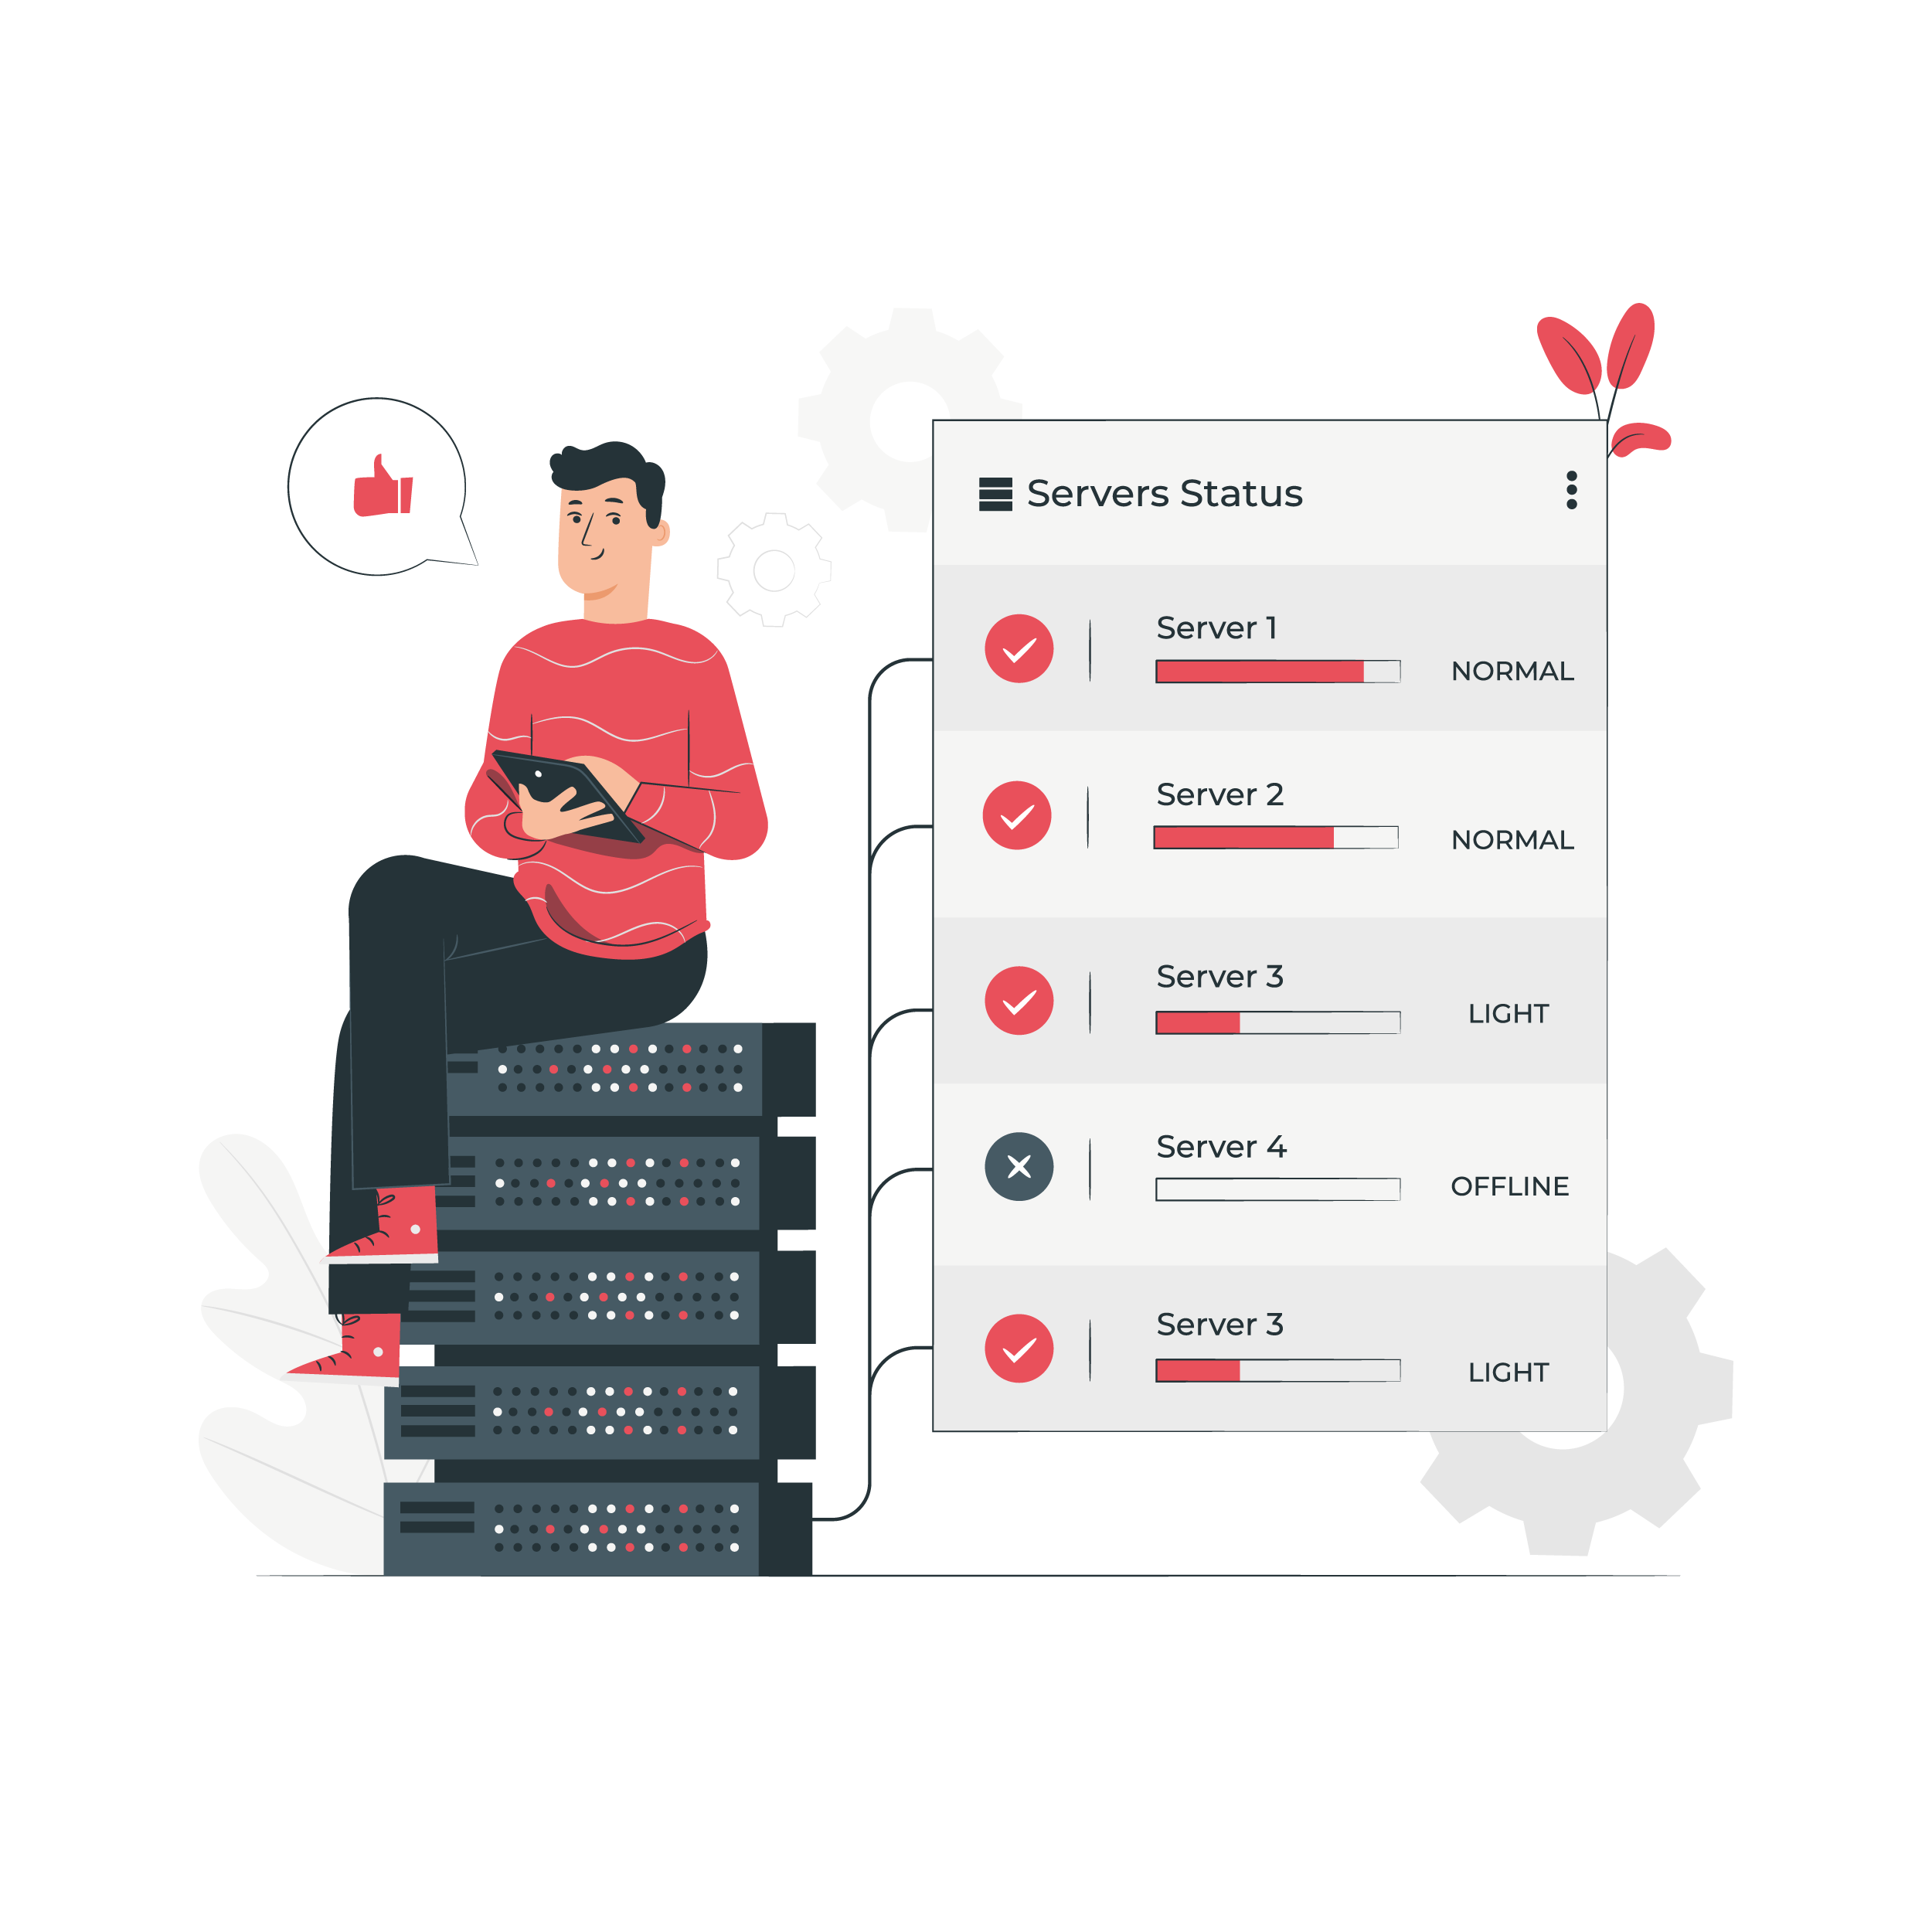 Servers Status
Server 1
NORMAL
Server 2
NORMAL
Server 3
LIGHT
Server 4
OFFLINE
Server 3
LIGHT